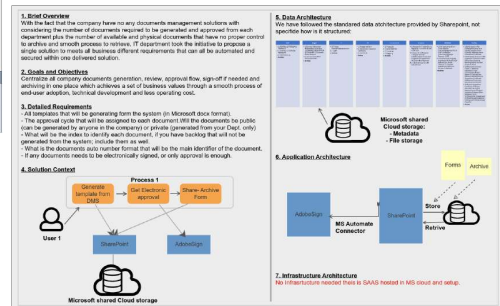 1. Brief Overview
With the fact that the company have no any documents management solutions with
considering the number of documents required to be generated and approved from each
department plus the number of available and physical documents that have no proper control
to archive and smooth process to retrieve, IT department took the initiative to propose a
single solution to meets all business different requirements that can all be automated and
secured within one delivered solution.
2. Goals and Objectives
Centralize all company documents generation, review, approval flow, sign-off if needed and
archiving in one place which achieves a set of business values through a smooth process of
end-user adoption, technical development and less operating cost.
3. Detailed Requirements
- All templates that will be generating form the system (in Microsoft docx format).
- The approval cycle that will be assigned to each document Will the documents be public
(can be generated by anyone in the company) or private (generated from your Dept. only)
- What will be the index to identify each document, if you have backlog that will not be
generated from the system, include them as well.
- What is the documents auto number format that will be the main identifier of the document.
- If any documents needs to be electronically signed, or only approval is enough.
4. Solution Context
Process 1
Generate
template from
DMS
Get Electronic
approval
Share-Archive
Form
User 1
SharePoint
AdobeSign
Microsoft shared Cloud storage
5. Data Architecture
We have followed the standared data atchtecture provided by Sharepoint, not
specifide how is it structured:
Microsoft shared
Cloud storage:
- Metadata
- File storage
6. Application Architecture
Forms
Archive
AdobeSign
SharePoint
Store
MS Automate
Connector
Retrive
7. Infrastructure Architecture
No Infrasrtucture needed theis is SAAS hosted in MS cloud and setup.